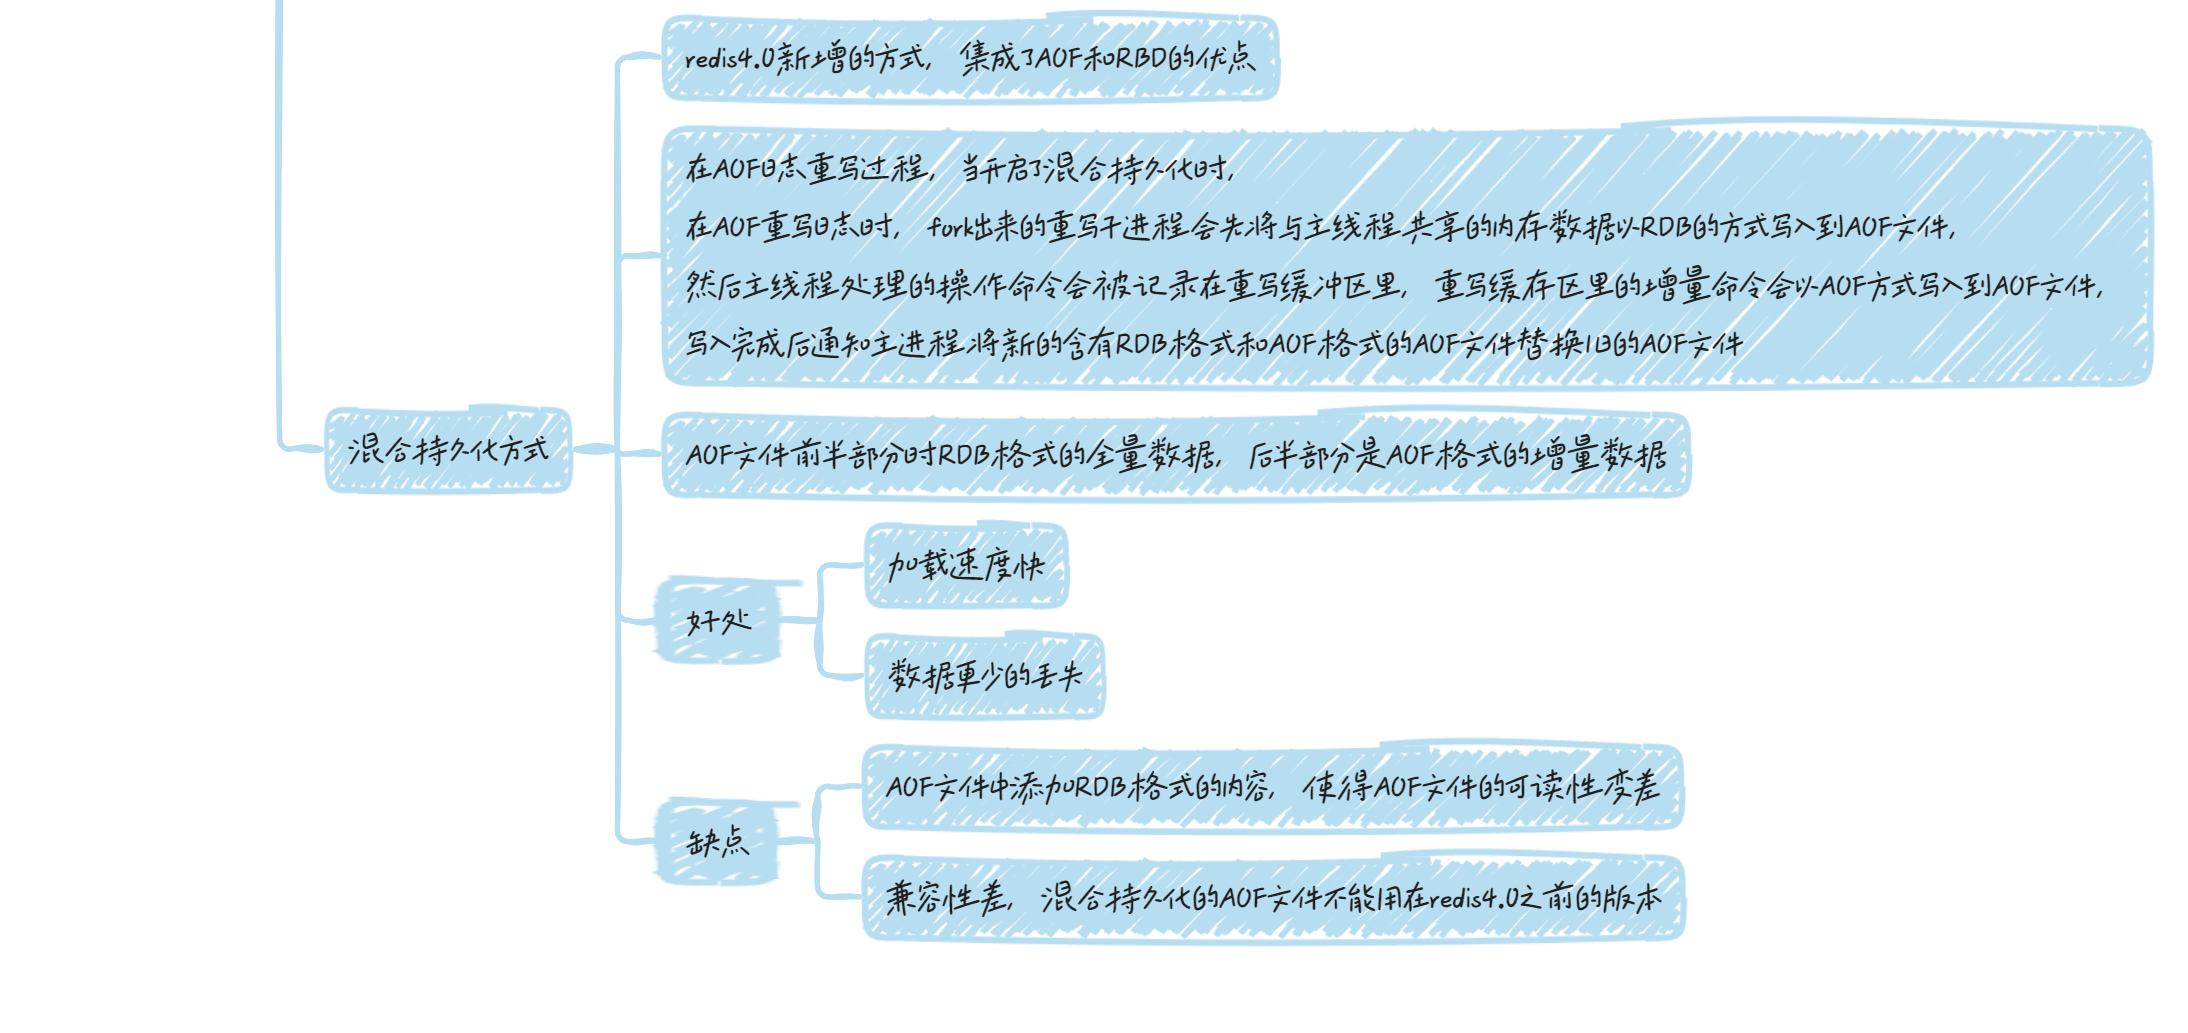 redis4.0新增的方式, 集成了AOF和RBD的优点
在AOF日志重写过程, 当开启了混合持久化时,
在AOF重写日志时, fork出来的重写子进程会先将与主线程共享的内存数据以RDB的方式写入到AOF文件,
然后主线程处理的操作命令会被记录在重写缓冲区里, 重写缓存区里的增量命令会以AOF方式写入到AOF文件,
写入完成后通知主进程将新的含有RDB格式和AOF格式的AOF文件替换旧的AOF文件
混合持久化方式
AOF文件前半部分时RDB格式的全量数据, 后半部分是AOF格式的增量数据
加载速度快
好处
数据更少的丢失
AOF文件中添加RDB格式的内容, 使得AOF文件的可读性变差
缺点
兼容性差, 混合持久化的AOF文件不能用在redis4.0之前的版本